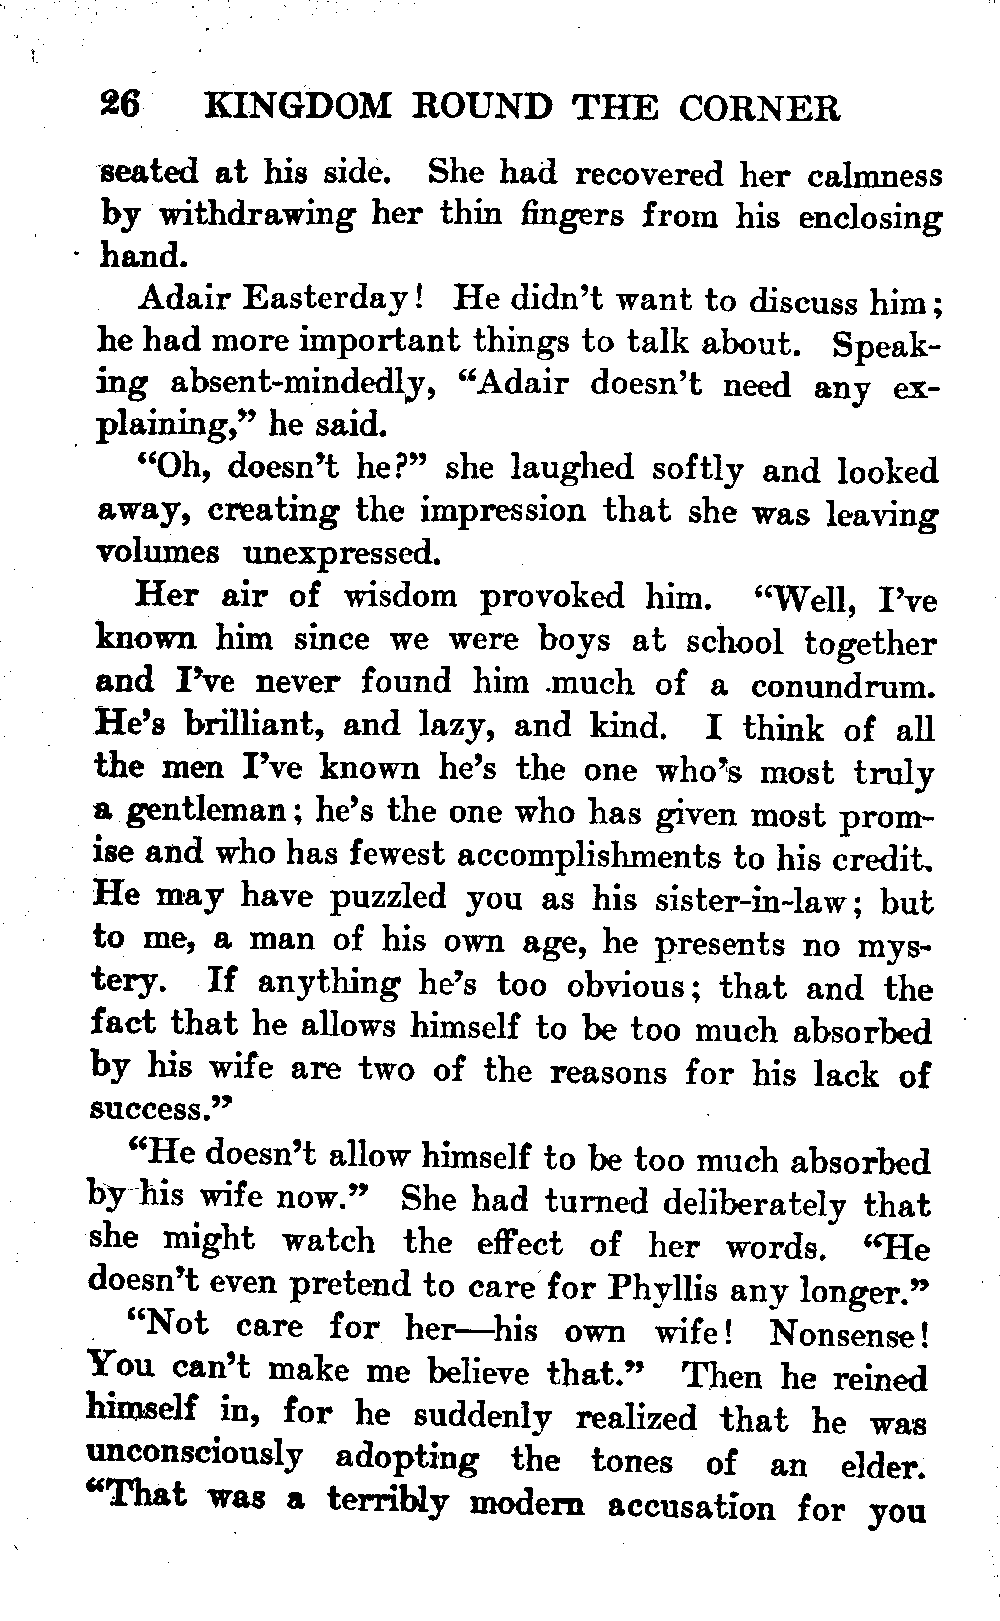 26 KINGDOM ROUND THE CORNER
seated at his side. She had recovered her calmness
by withdrawing her thin fingers from his enclosing
hand.
Adair Easterday! He didn't want to discuss him;
he had more important things to talk about. Speak-
ing absent-mindedly, "Adair doesn't need any ex-
plaining," he said.
"Oh, doesn't he?" she laughed softly and looked
away, creating the impression that she was leaving
volumes unexpressed.
Her air of wisdom provoked him. "Well, I've
known him since we were boys at school together
and I've never found him much of a conundrum.
He's brilliant, and lazy, and kind. I think of all
the men I've known he's the one who's most truly
a gentleman; he's the one who has given most prom-
ise and who has fewest accomplishments to his credit.
He may have puzzled you as his sister-in-law; but
to me, a man of his own age, he presents no mys-
tery. If anything he's too obvious; that and the
fact that he allows himself to be too much absorbed
by his wife are two of the reasons for his lack of
success."
"He doesn't allow himself to be too much absorbed
by his wife now." She had turned deliberately that
she might watch the effect of her words. "He
doesn't even pretend to care for Phyllis any longer."
"Not care for her—his own wife! Nonsense!
You can't make me believe that." Then he reined
himself in, for he suddenly realized that he was
unconsciously adopting the tones of an elder.
"That was a terribly modern accusation for you